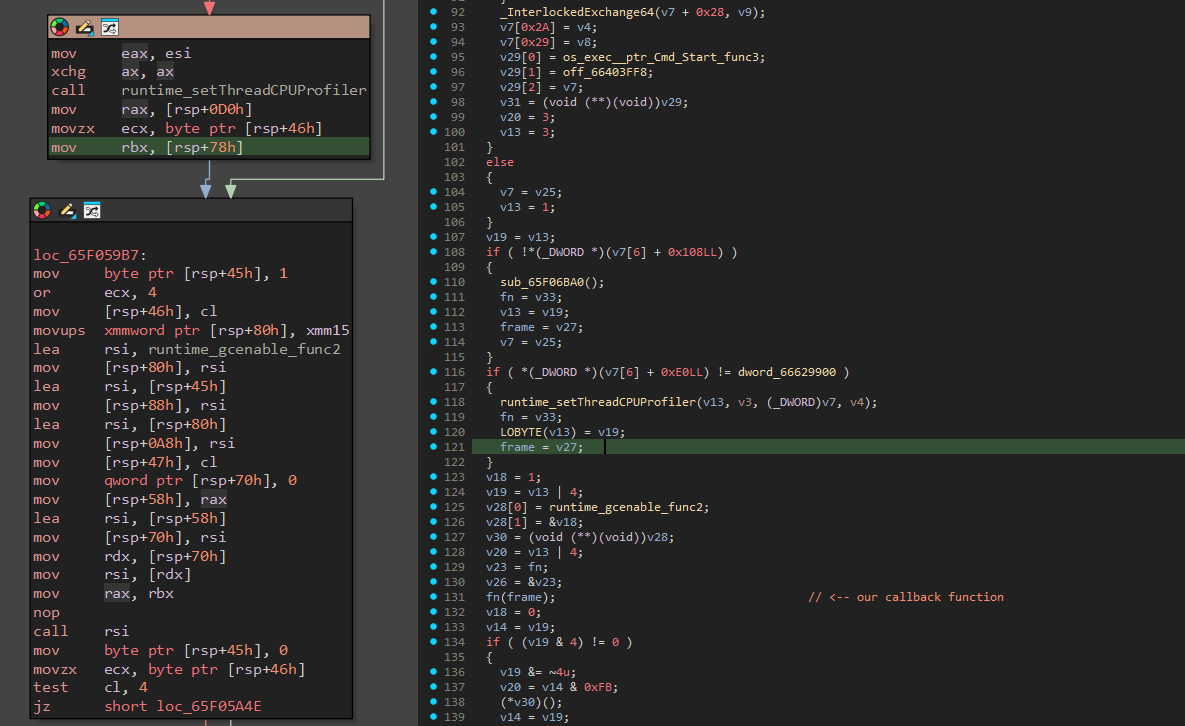 mov eax, esi
xchg ax, ax
call runtime_setThreadCPUProfiler
mov rax, [rsp+0D0h]
movzx ecx, byte ptr [rsp+46h]
mov rbx, [rsp+78h]
loc_65F059B7:
mov byte ptr [rsp+45h], 1
or ecx, 4
mov [rsp+46h], cl
movups xmmword ptr [rsp+80h], xmm15
lea rsi, runtime_gcenable_func2
mov [rsp+80h], rsi
lea rsi, [rsp+45h]
mov [rsp+88h], rsi
lea rsi, [rsp+80h]
mov [rsp+0A8h], rsi
mov [rsp+47h], cl
mov qword ptr [rsp+70h], 0
mov [rsp+58h], rax
lea rsi, [rsp+58h]
mov [rsp+70h], rsi
mov rdx, [rsp+70h]
mov rsi, [rdx]
mov rax, rbx
nop
call rsi
mov byte ptr [rsp+45h], 0
movzx ecx, byte ptr [rsp+46h]
test cl, 4
jz short loc_65F05A4E
92 _InterlockedExchange64(v7 + 0x28, v9);
93 v7[0x2A] = v4;
94 v7[0x29] = v8;
95 v29[0] = os_exec__ptr_Cmd_Start_func3;
96 v29[1] = off_66403FF8;
97 v29[2] = v7;
98 v31 = (void (**)(void))v29;
99 v20 = 3;
100 v13 = 3;
101 }
102 else
103 {
104 v7 = v25;
105 v13 = 1;
106 }
107 v19 = v13;
108 if ( !*(_DWORD *)(v7[6] + 0x108LL) )
109 {
110 sub_65F06BA0();
111 fn = v33;
112 v13 = v19;
113 frame = v27;
114 v7 = v25;
115 }
116 if ( *(_DWORD *)(v7[6] + 0xE0LL) != dword_66629900 )
117 {
118 runtime_setThreadCPUProfiler(v13, v3, (_DWORD)v7, v4);
119 fn = v33;
120 LOBYTE(v13) = v19;
121 frame = v27;
122 }
123 v18 = 1;
124 v19 = v13 | 4;
125 v28[0] = runtime_gcenable_func2;
126 v28[1] = &v18;
127 v30 = (void (**)(void))v28;
128 v20 = v13 | 4;
129 v23 = fn;
130 v26 = &v23;
131 fn(frame); // <-- our callback function
132 v18 = 0;
133 v14 = v19;
134 if ( (v19 & 4) != 0 )
135 {
136 v19 &= ~4u;
137 v20 = v14 & 0xFB;
138 (*v30)();
139 v14 = v19;